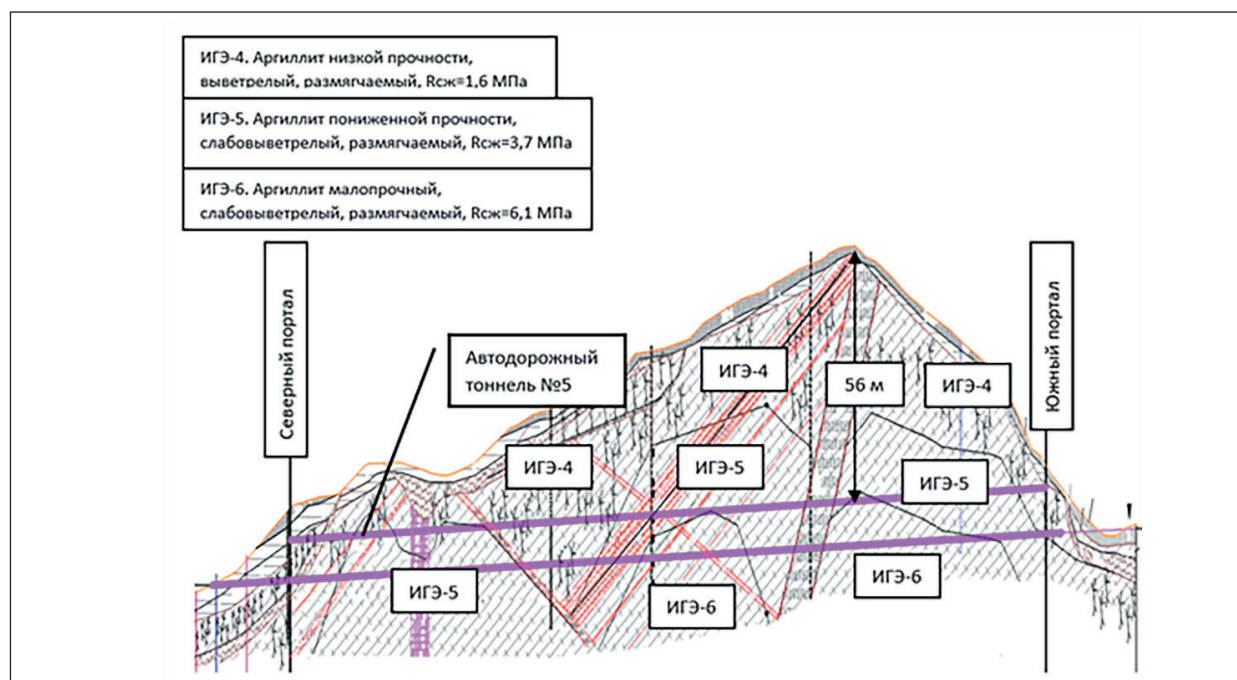 ИГЭ-4. Аргиллит низкой прочности,
выветрелый, размягчаемый, Rсж=1,6 МПа
ИГЭ-5. Аргиллит пониженной прочности,
слабовыветрелый, размягчаемый, Rсж=3,7 МПа
ИГЭ-6. Аргиллит малопрочный,
слабовыветрелый, размягчаемый, Rсж=6,1 МПа
Северный портал
Автодорожный
тоннель №5
ИГЭ-4
56 м
ИГЭ-4
Южный портал
ИГЭ-4
ИГЭ-5
ИГЭ-5
ИГЭ-5
ИГЭ-6
ИГЭ-6